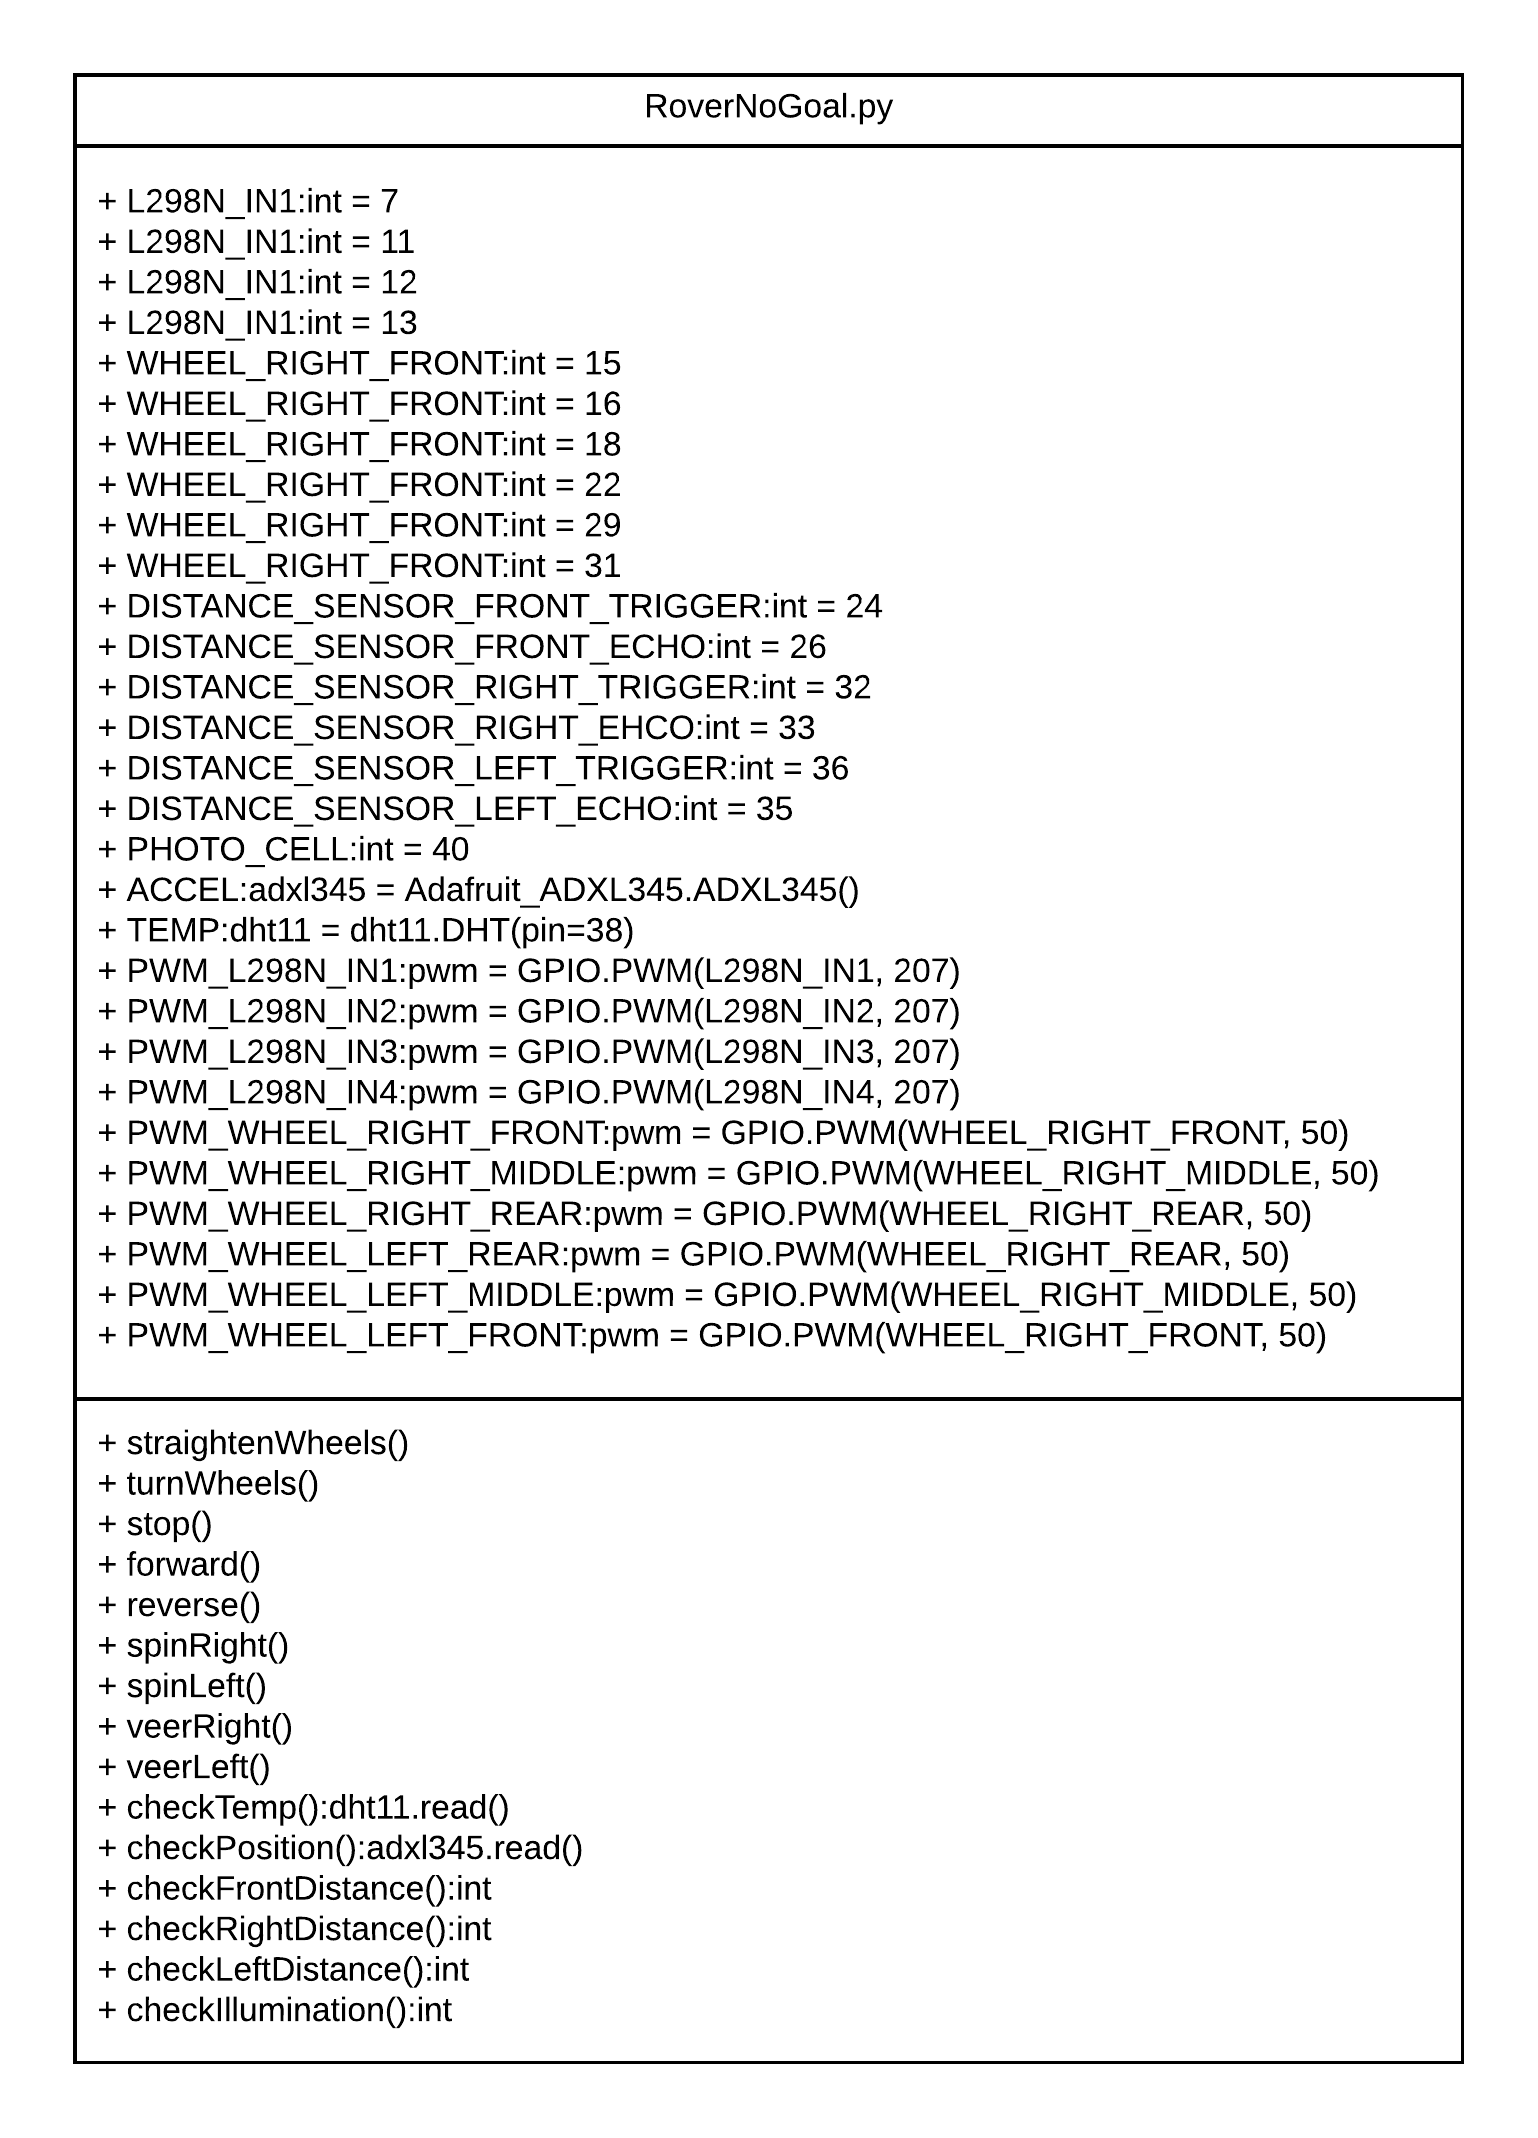 RoverNoGoal.py
+ L298N_IN1:int = 7
+ L298N_IN1:int = 11
+ L298N_IN1:int = 12
+ L298N_IN1:int = 13
+ WHEEL_RIGHT_FRONT:int = 15
+ WHEEL_RIGHT_FRONT:int = 16
+ WHEEL_RIGHT_FRONT:int = 18
+ WHEEL_RIGHT_FRONT:int = 22
+ WHEEL_RIGHT_FRONT:int = 29
+ WHEEL_RIGHT_FRONT:int = 31
+ DISTANCE_SENSOR_FRONT_TRIGGER:int = 24
+ DISTANCE_SENSOR_FRONT_ECHO:int = 26
+ DISTANCE_SENSOR_RIGHT_TRIGGER:int = 32
+ DISTANCE_SENSOR_RIGHT_EHCO:int = 33
+ DISTANCE_SENSOR_LEFT_TRIGGER:int = 36
+ DISTANCE_SENSOR_LEFT_ECHO:int = 35
+ PHOTO_CELL:int = 40
+ ACCEL:adxl345 = Adafruit_ADXL345.ADXL345()
+ TEMP:dht11 = dht11.DHT(pin=38)
+ PWM_L298N_IN1:pwm = GPIO.PWM(L298N_IN1, 207)
+ PWM_L298N_IN2:pwm = GPIO.PWM(L298N_IN2, 207)
+ PWM_L298N_IN3:pwm = GPIO.PWM(L298N_IN3, 207)
+ PWM_L298N_IN4:pwm = GPIO.PWM(L298N_IN4, 207)
+ PWM_WHEEL_RIGHT_FRONT:pwm = GPIO.PWM(WHEEL_RIGHT_FRONT, 50)
+ PWM_WHEEL_RIGHT_MIDDLE:pwm = GPIO.PWM(WHEEL_RIGHT_MIDDLE, 50)
+ PWM_WHEEL_RIGHT_REAR:pwm = GPIO.PWM(WHEEL_RIGHT_REAR, 50)
+ PWM_WHEEL_LEFT_REAR:pwm = GPIO.PWM(WHEEL_RIGHT_REAR, 50)
+ PWM_WHEEL_LEFT_MIDDLE:pwm = GPIO.PWM(WHEEL_RIGHT_MIDDLE, 50)
+ PWM_WHEEL_LEFT_FRONT:pwm = GPIO.PWM(WHEEL_RIGHT_FRONT, 50)
+ straightenWheels()
+ turnWheels()
+ stop()
+ forward()
+ reverse()
+ spinRight()
+ spinLeft()
+ veerRight()
+ veerLeft()
+ checkTemp():dht11.read()
+ checkPosition():adxl345.read()
+ checkFrontDistance():int
+ checkRightDistance():int
+ checkLeftDistance():int
+ checkIllumination():int